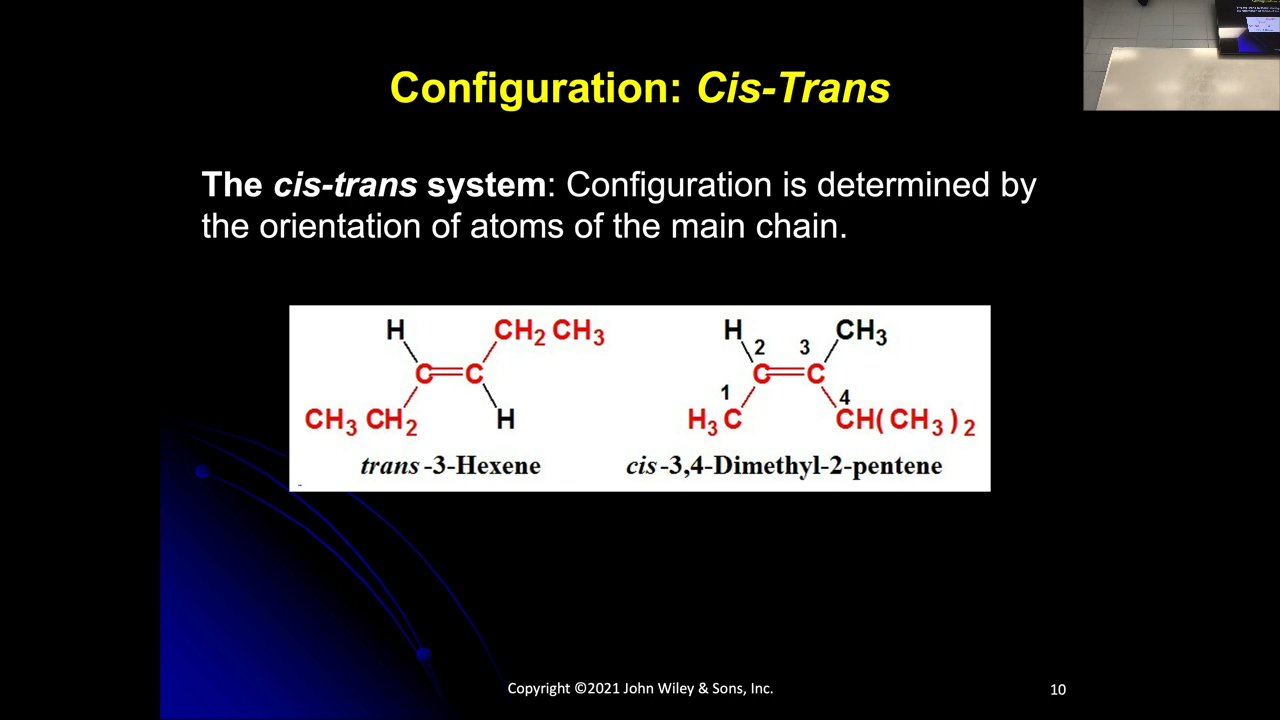 Configuration: Cis-Trans
The cis-trans system: Configuration is determined by
the orientation of atoms of the main chain.
H CH2 CH3
C C
CH3 CH2 H
trans-3-Hexene
H 2 3 CH3
C C
1 4
H3 C CH( CH3 ) 2
cis-3,4-Dimethyl-2-pentene
Copyright ©2021 John Wiley & Sons, Inc.
10